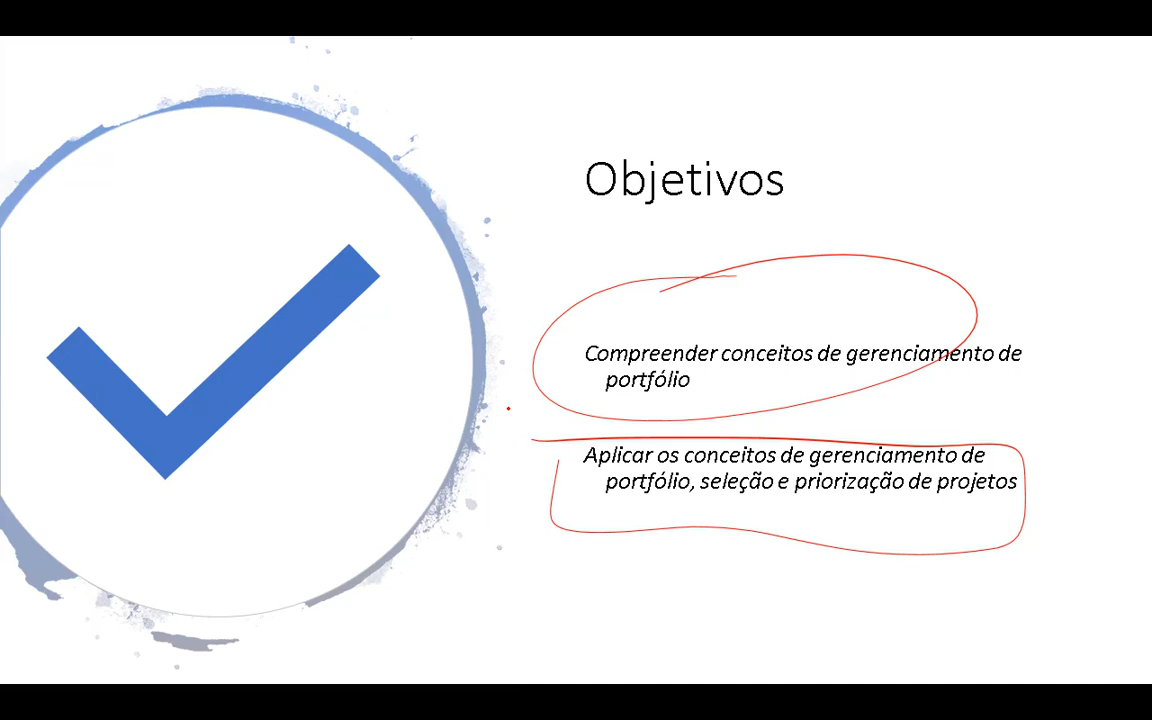 Objetivos
Compreender conceitos de gerenciamento de
portfólio
Aplicar os conceitos de gerenciamento de
portfólio, seleção e priorização de projetos